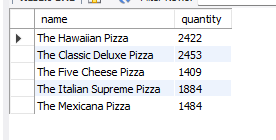 name quantity
The Hawaiian Pizza 2422
The Classic Deluxe Pizza 2453
The Five Cheese Pizza 1409
The Italian Supreme Pizza 1884
The Mexicana Pizza 1484